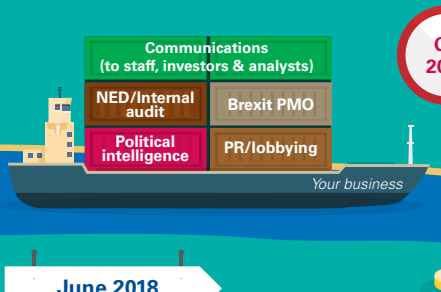 Communications
(to staff, investors & analysts)
NED/Internal
audit
Brexit PMO
Political
intelligence
PR/lobbying
Your business
June 2018